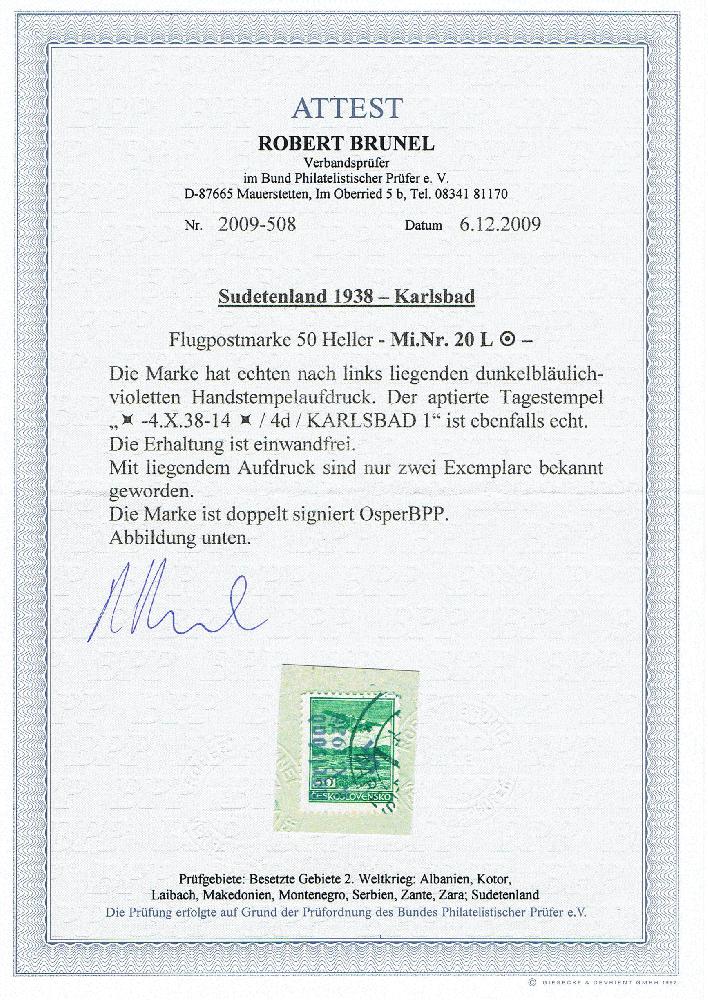 ATTEST
ROBERT BRUNEL
Verbandsprüfer
im Bund Philatelistischer Prüfer e. V.
D-87665 Mauerstetten, Im Oberried 5 b, Tel. 08341 81170
Nr. 2009-508 Datum 6.12.2009
Sudetenland 1938 – Karlsbad
Flugpostmarke 50 Heller - Mi.Nr. 20 L ⊙ –
Die Marke hat echten nach links liegenden dunkelbläulich-
violetten Handstempelaufdruck. Der aptierte Tagestempel
„✖ -4.X.38-14 ✖ / 4d / KARLSBAD 1“ ist ebenfalls echt.
Die Erhaltung ist einwandfrei.
Mit liegendem Aufdruck sind nur zwei Exemplare bekannt
geworden.
Die Marke ist doppelt signiert OsperBPP.
Abbildung unten.
ČESKOSLOVENSKO
Prüfgebiete: Besetzte Gebiete 2. Weltkrieg: Albanien, Kotor,
Laibach, Makedonien, Montenegro, Serbien, Zante, Zara; Sudetenland
Die Prüfung erfolgte auf Grund der Prüfordnung des Bundes Philatelistischer Prüfer e.V.
© GIESECKE & DEVRIENT GMBH 1992